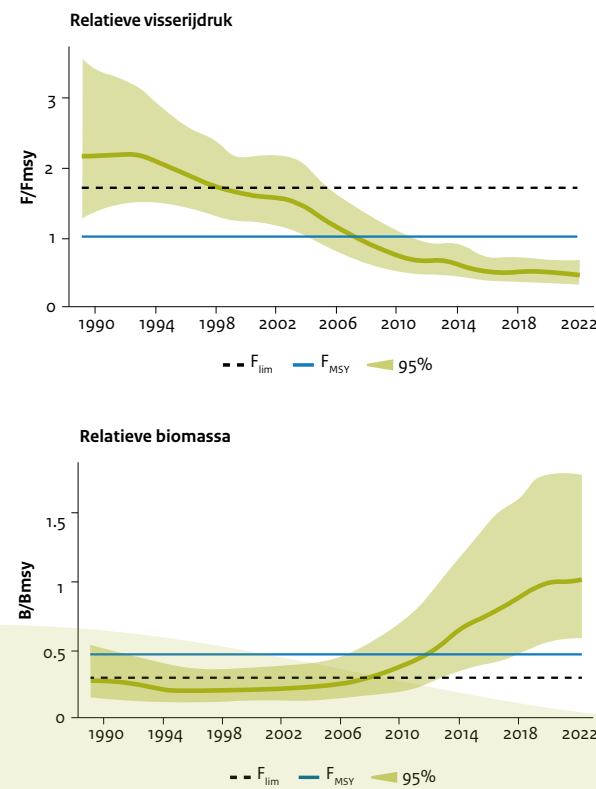 Relatieve visserijdruk
F/Fmsy
3
2
1
0
1990 1994 1998 2002 2006 2010 2014 2018 2022
Flim FMSY 95%
Relatieve biomassa
B/Bmsy
1.5
1
0.5
0
1990 1994 1998 2002 2006 2010 2014 2018 2022
Flim FMSY 95%